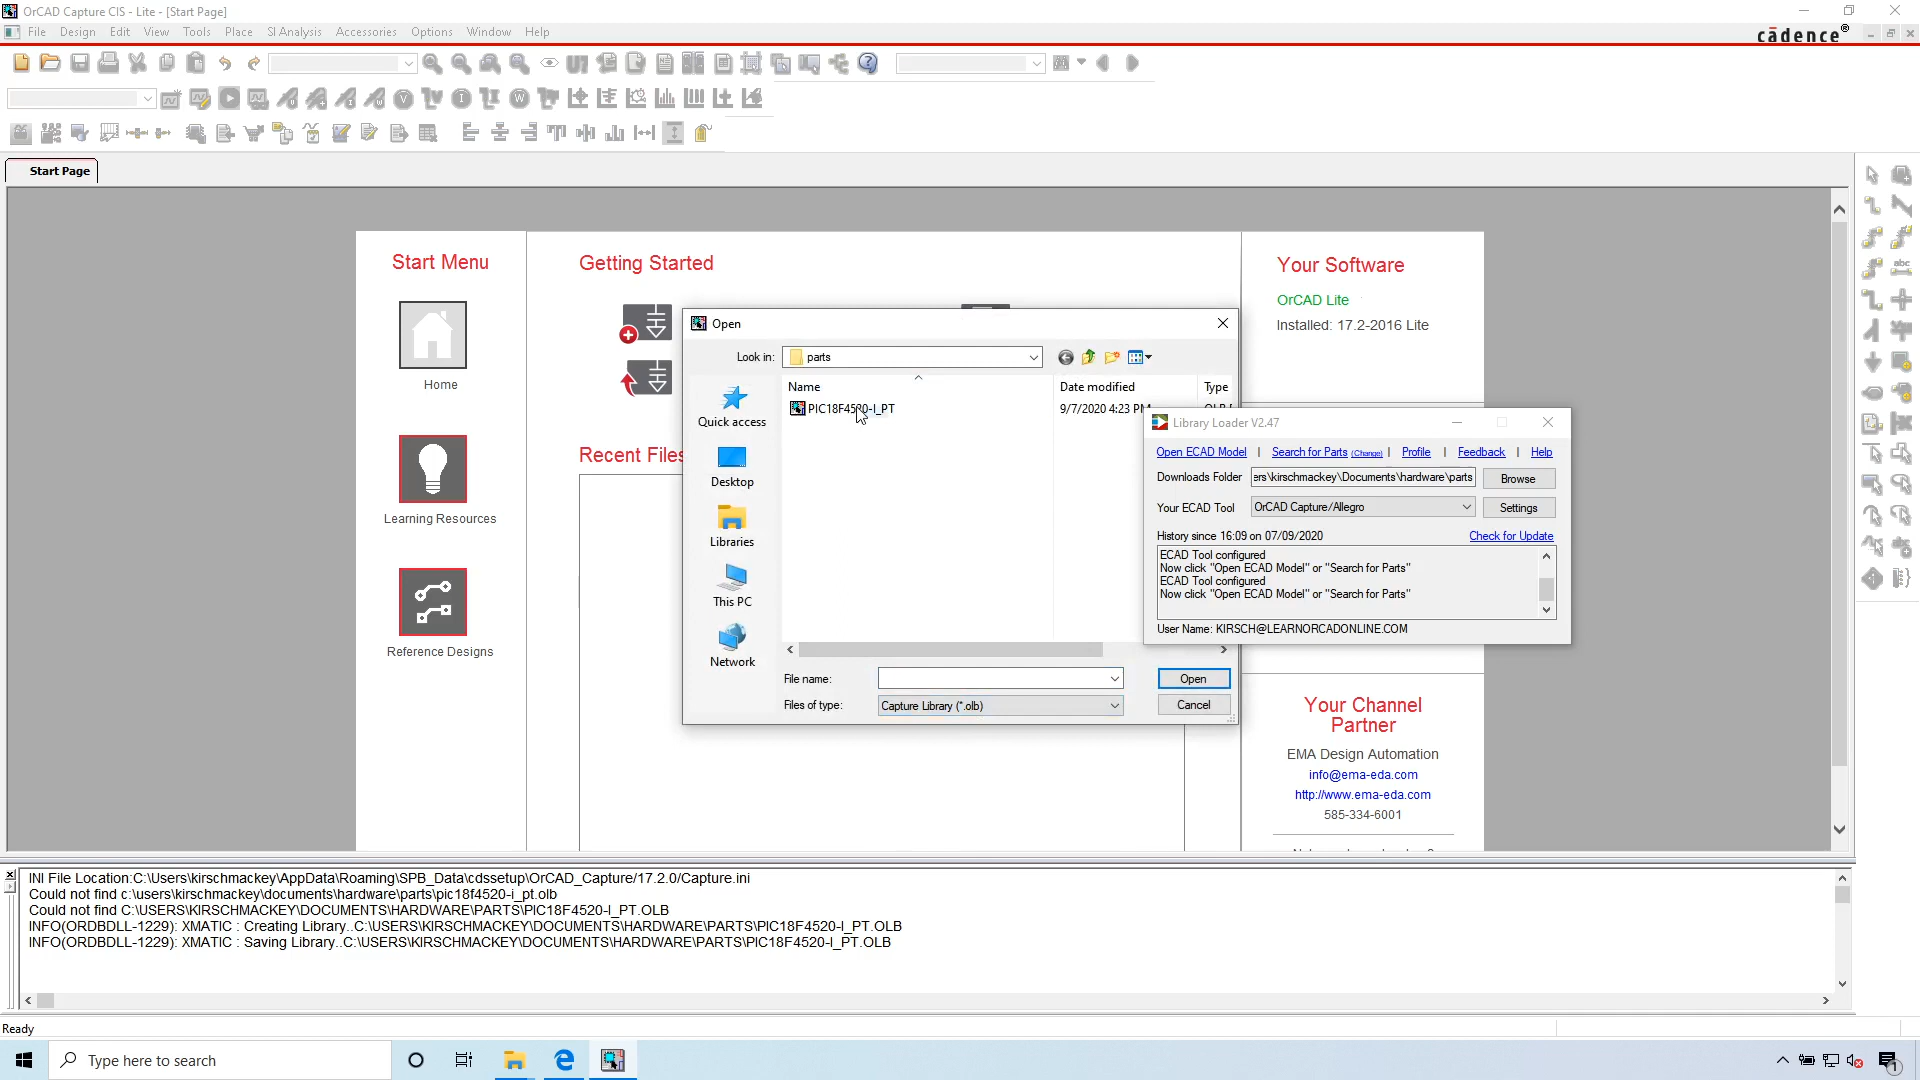 OrCAD Capture CIS - Lite - [Start Page]
File Design Edit View Tools Place SI Analysis Accessories Options Window Help
cādence®
Start Page
Start Menu
Home
Learning Resources
Reference Designs
Getting Started
Recent Files
Your Software
OrCAD Lite
Installed: 17.2-2016 Lite
Open
Look in: parts
Name Date modified Type
PIC18F4520-I_PT 9/7/2020 4:23 PM
Quick access
Desktop
Libraries
This PC
Network
File name:
Open
Files of type: Capture Library (*.olb)
Cancel
Library Loader V2.47
Open ECAD Model | Search for Parts (Change) | Profile | Feedback | Help
Downloads Folder ers\kirschmackey\Documents\hardware\parts Browse
Your ECAD Tool OrCAD Capture/Allegro Settings
History since 16:09 on 07/09/2020 Check for Update
ECAD Tool configured
Now click "Open ECAD Model" or "Search for Parts"
ECAD Tool configured
Now click "Open ECAD Model" or "Search for Parts"
User Name: KIRSCH@LEARNORCADONLINE.COM
Your Channel
Partner
EMA Design Automation
info@ema-eda.com
http://www.ema-eda.com
585-334-6001
INI File Location:C:\Users\kirschmackey\AppData\Roaming\SPB_Data\cdssetup\OrCAD_Capture/17.2.0/Capture.ini
Could not find c:\users\kirschmackey\documents\hardware\parts\pic18f4520-i_pt.olb
Could not find C:\USERS\KIRSCHMACKEY\DOCUMENTS\HARDWARE\PARTS\PIC18F4520-I_PT.OLB
INFO(ORDBDLL-1229): XMATIC : Creating Library..C:\USERS\KIRSCHMACKEY\DOCUMENTS\HARDWARE\PARTS\PIC18F4520-I_PT.OLB
INFO(ORDBDLL-1229): XMATIC : Saving Library..C:\USERS\KIRSCHMACKEY\DOCUMENTS\HARDWARE\PARTS\PIC18F4520-I_PT.OLB
Ready
Type here to search
1